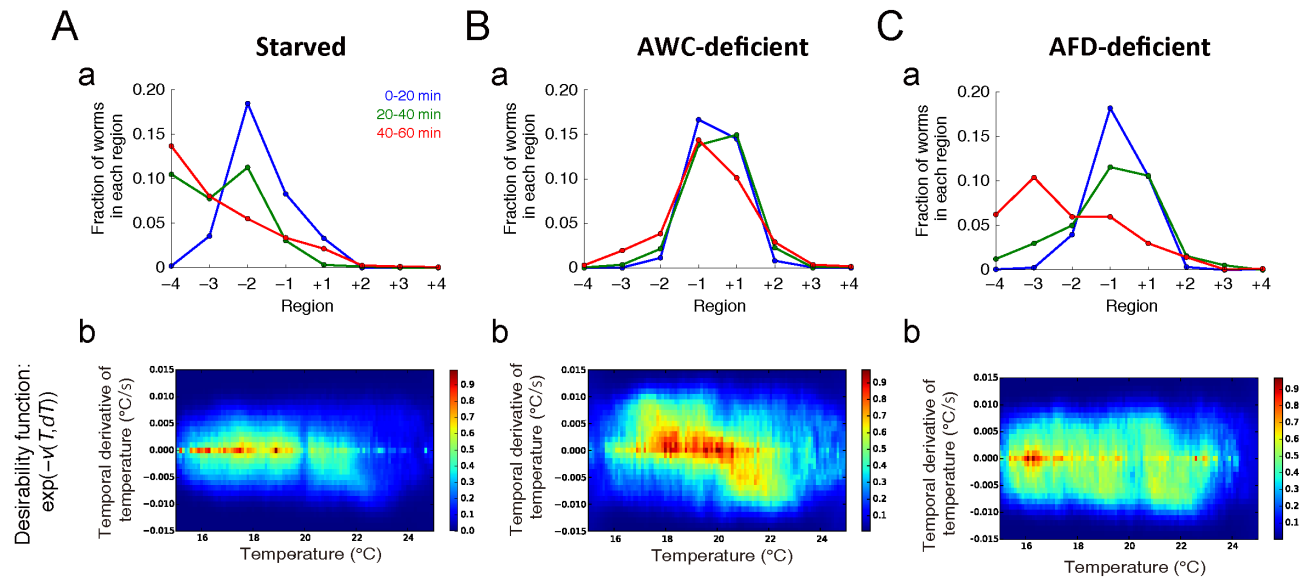 A
Starved
a
0-20 min
20-40 min
40-60 min
Fraction of worms
in each region
0.20
0.15
0.10
0.05
0
−4 −3 −2 −1 +1 +2 +3 +4
Region
B
AWC-deficient
a
Fraction of worms
in each region
0.20
0.15
0.10
0.05
0
−4 −3 −2 −1 +1 +2 +3 +4
Region
C
AFD-deficient
a
Fraction of worms
in each region
0.20
0.15
0.10
0.05
0
−4 −3 −2 −1 +1 +2 +3 +4
Region
Desirability function:
exp(−v(T,dT))
b
Temporal derivative of
temperature (°C/s)
0.015
0.010
0.005
0.000
−0.005
−0.010
−0.015
16 18 20 22 24
Temperature (°C)
0.9
0.8
0.7
0.6
0.5
0.4
0.3
0.2
0.1
0.0
b
Temporal derivative of
temperature (°C/s)
0.015
0.010
0.005
0.000
−0.005
−0.010
−0.015
16 18 20 22 24
Temperature (°C)
0.9
0.8
0.7
0.6
0.5
0.4
0.3
0.2
0.1
b
Temporal derivative of
temperature (°C/s)
0.015
0.010
0.005
0.000
−0.005
−0.010
−0.015
16 18 20 22 24
Temperature (°C)
0.9
0.8
0.7
0.6
0.5
0.4
0.3
0.2
0.1